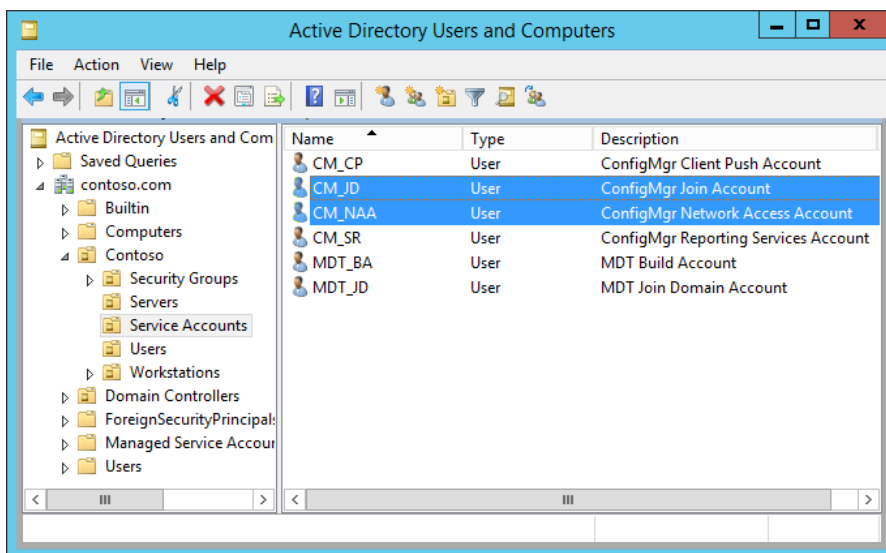 Active Directory Users and Computers
File Action View Help
Active Directory Users and Com
Saved Queries
contoso.com
Builtin
Computers
Contoso
Security Groups
Servers
Service Accounts
Users
Workstations
Domain Controllers
ForeignSecurityPrincipals
Managed Service Accour
Users
Name Type Description
CM_CP User ConfigMgr Client Push Account
CM_JD User ConfigMgr Join Account
CM_NAA User ConfigMgr Network Access Account
CM_SR User ConfigMgr Reporting Services Account
MDT_BA User MDT Build Account
MDT_JD User MDT Join Domain Account